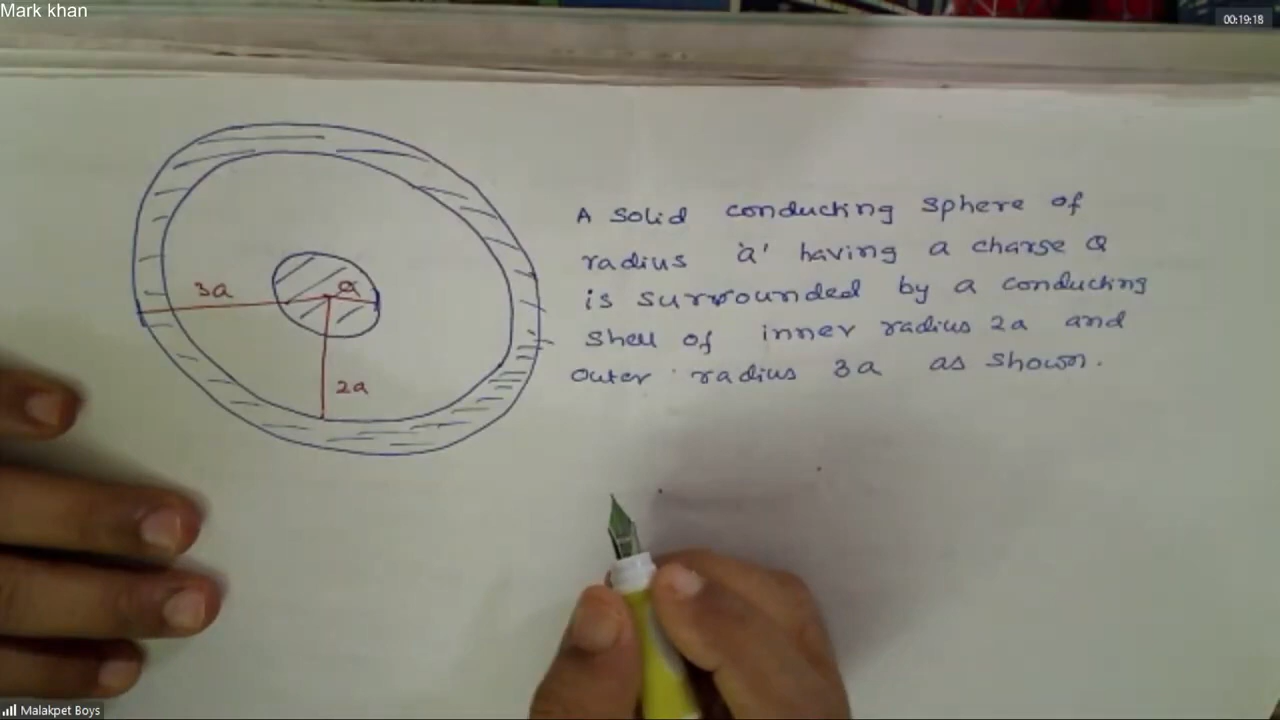 Mark khan
00:19:18
A solid conducting sphere of
radius 'a' having a charge Q
is surrounded by a conducting
shell of inner radius 2a and
outer radius 3a as shown.
3a
a
2a
Malakpet Boys